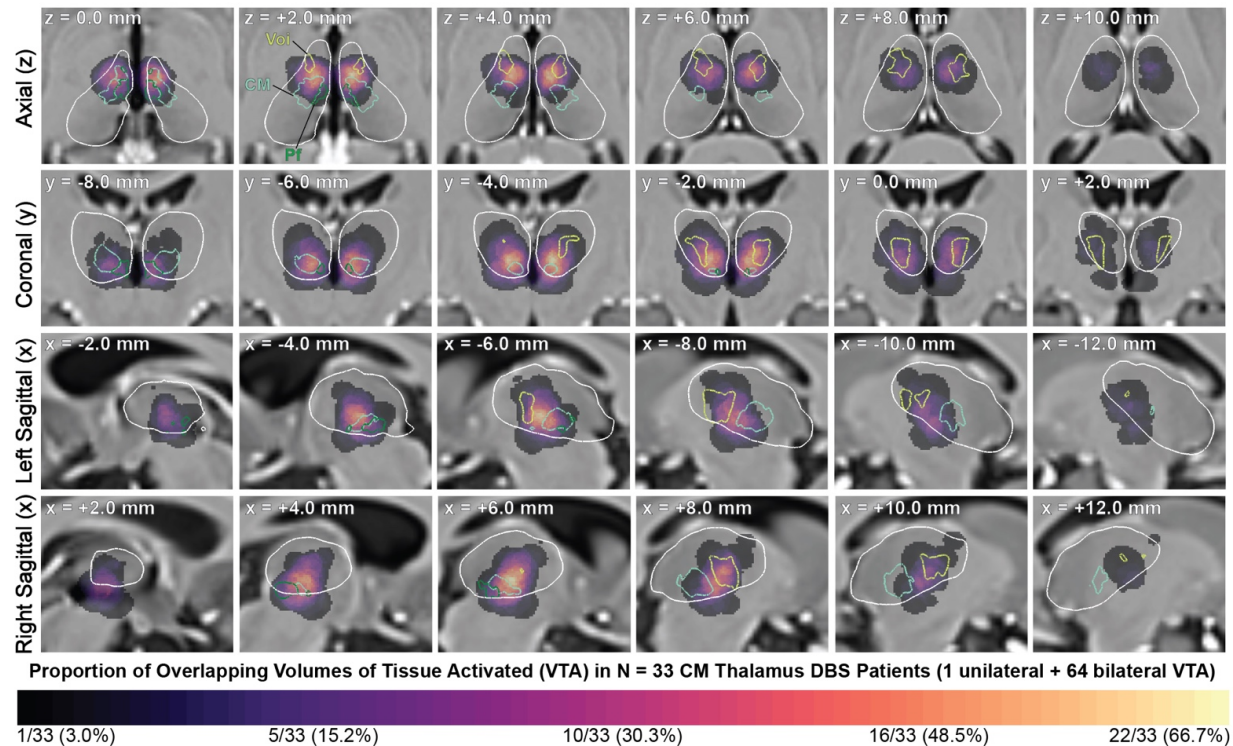 Axial (z)
z = 0.0 mm
z = +2.0 mm
z = +4.0 mm
z = +6.0 mm
z = +8.0 mm
z = +10.0 mm
Voi
CM
Pf
Coronal (y)
y = -8.0 mm
y = -6.0 mm
y = -4.0 mm
y = -2.0 mm
y = 0.0 mm
y = +2.0 mm
Left Sagittal (x)
x = -2.0 mm
x = -4.0 mm
x = -6.0 mm
x = -8.0 mm
x = -10.0 mm
x = -12.0 mm
Right Sagittal (x)
x = +2.0 mm
x = +4.0 mm
x = +6.0 mm
x = +8.0 mm
x = +10.0 mm
x = +12.0 mm
Proportion of Overlapping Volumes of Tissue Activated (VTA) in N = 33 CM Thalamus DBS Patients (1 unilateral + 64 bilateral VTA)
1/33 (3.0%)
5/33 (15.2%)
10/33 (30.3%)
16/33 (48.5%)
22/33 (66.7%)